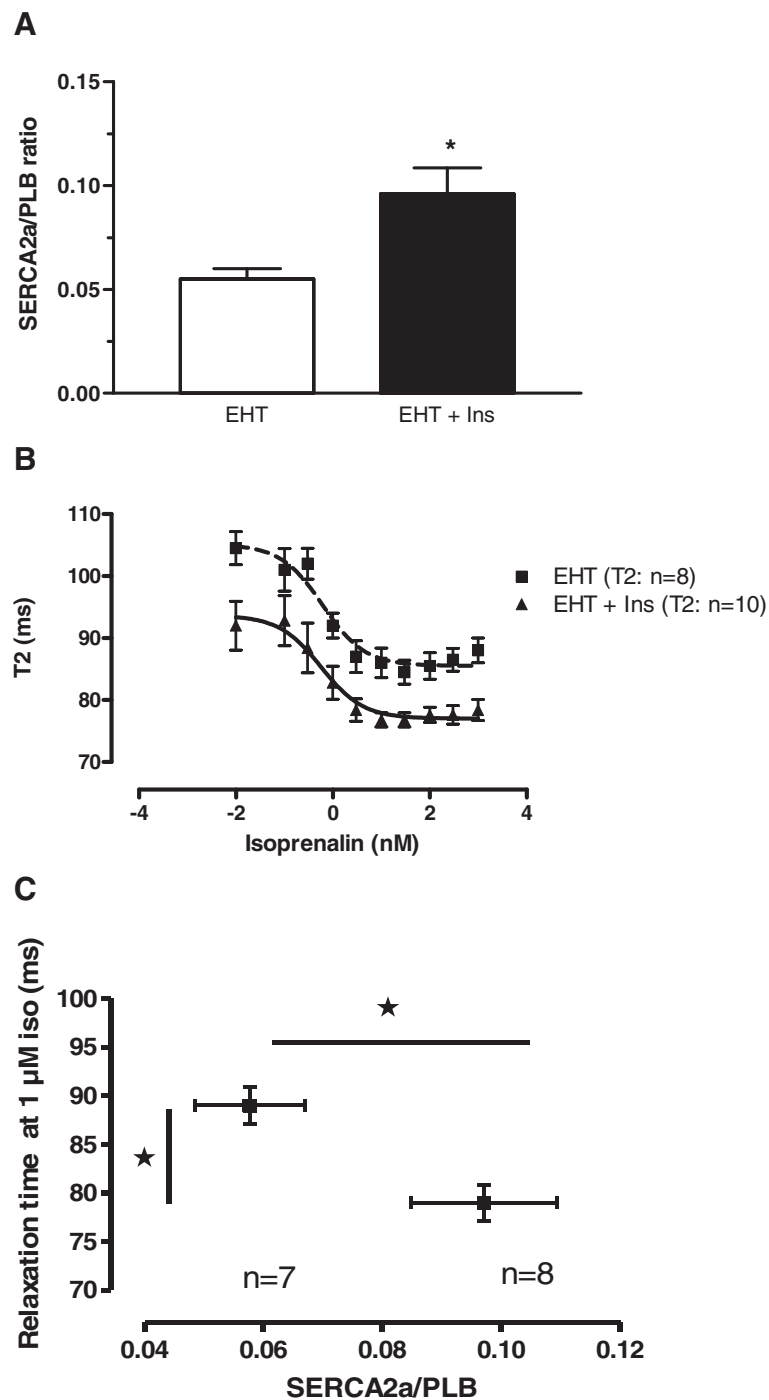 A
SERCA2a/PLB ratio
0.15
0.10
0.05
0.00
*
EHT
EHT + Ins
B
T2 (ms)
110
100
90
80
70
-4
-2
0
2
4
Isoprenalin (nM)
EHT (T2: n=8)
EHT + Ins (T2: n=10)
C
Relaxation time at 1 µM iso (ms)
100
95
90
85
80
75
70
★
★
n=7
n=8
0.04
0.06
0.08
0.10
0.12
SERCA2a/PLB